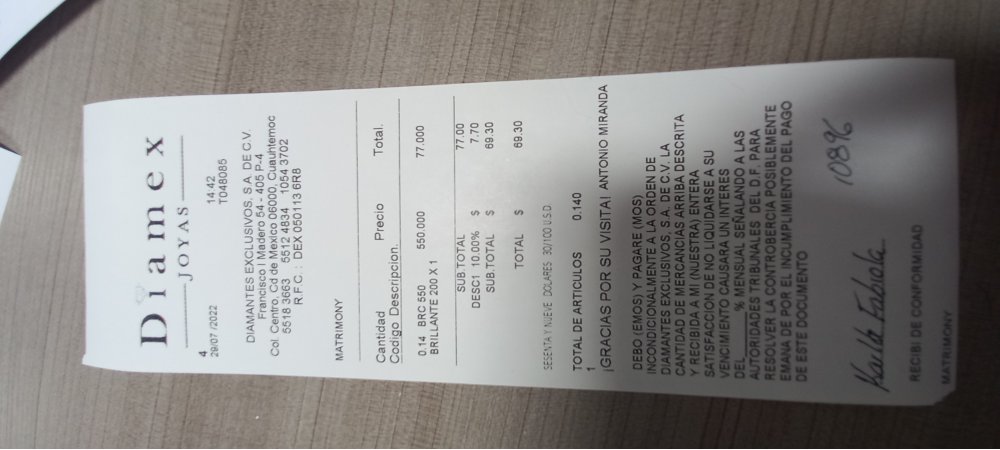 Diamex
JOYAS
4
29/07/2022 14.42
T048085
DIAMANTES EXCLUSIVOS, S.A. DE C.V.
Francisco I Madero 54 - 405 P-4
Col. Centro, Cd de Mexico 06000, Cuauhtemoc
5518 3663 5512 4834 1054 3702
R.F.C. : DEX 050113 6R8
MATRIMONY
Cantidad Precio Total.
Codigo Descripcion.
0.14 BRC 550 550.000 77.000
BRILLANTE 200 X 1
SUB.TOTAL 77.00
DESC1 10.00% $ 7.70
SUB.TOTAL $ 69.30
TOTAL $ 69.30
SESENTA Y NUEVE DOLARES 30/100 U.S.D.
TOTAL DE ARTICULOS 0.140
1
¡GRACIAS POR SU VISITA! ANTONIO MIRANDA
DEBO (EMOS) Y PAGARE (MOS)
INCONDICIONALMENTE A LA ORDEN DE
DIAMANTES EXCLUSIVOS, S.A. DE C.V. LA
CANTIDAD DE MERCANCIAS ARRIBA DESCRITA
Y RECIBIDA A MI (NUESTRA) ENTERA
SATISFACCION DE NO LIQUIDARSE A SU
VENCIMIENTO CAUSARA UN INTERES
DEL_____% MENSUAL SEÑALANDO A LAS
AUTORIDADES TRIBUNALES DEL D.F. PARA
RESOLVER LA CONTROBERCIA POSIBLEMENTE
EMANA DE POR EL INCUMPLIMIENTO DEL PAGO
DE ESTE DOCUMENTO
Karla Fabiola 10896
RECIBI DE CONFORMIDAD
MATRIMONY